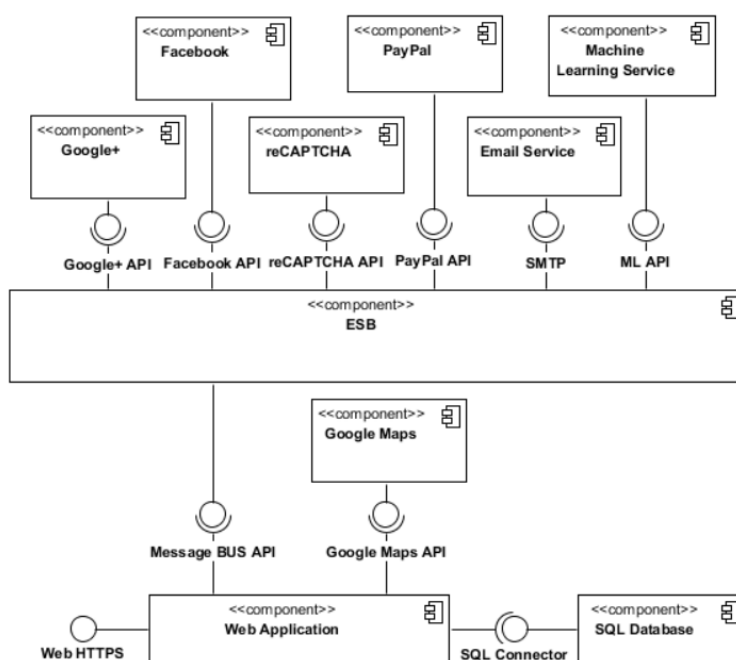 <<component>>
Facebook
<<component>>
PayPal
<<component>>
Machine
Learning Service
<<component>>
Google+
<<component>>
reCAPTCHA
<<component>>
Email Service
Google+ API
Facebook API
reCAPTCHA API
PayPal API
SMTP
ML API
<<component>>
ESB
<<component>>
Google Maps
Message BUS API
Google Maps API
<<component>>
Web Application
<<component>>
SQL Database
Web HTTPS
SQL Connector